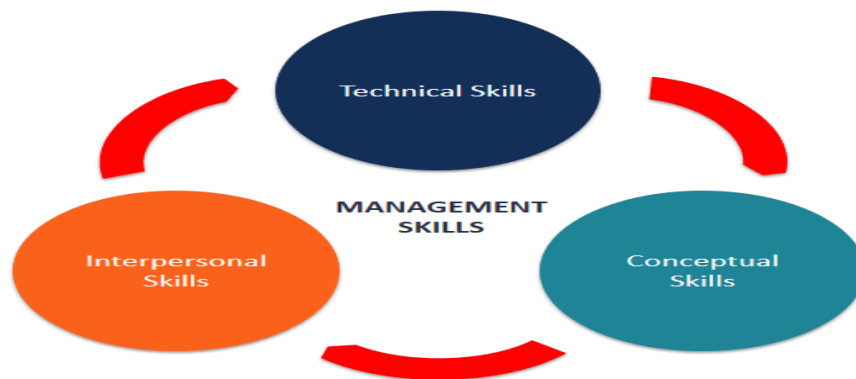 Technical Skills
MANAGEMENT
SKILLS
Interpersonal
Skills
Conceptual
Skills